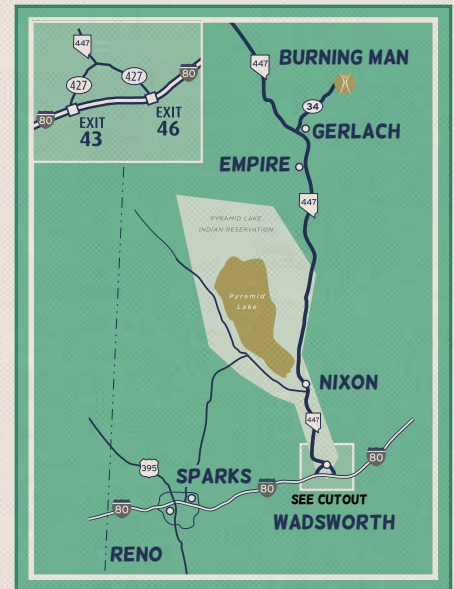 447
427
427
80
80
EXIT
43
EXIT
46
447
BURNING MAN
34
GERLACH
EMPIRE
447
PYRAMID LAKE
INDIAN RESERVATION
Pyramid
Lake
NIXON
447
395
SPARKS
80
80
80
SEE CUTOUT
WADSWORTH
RENO